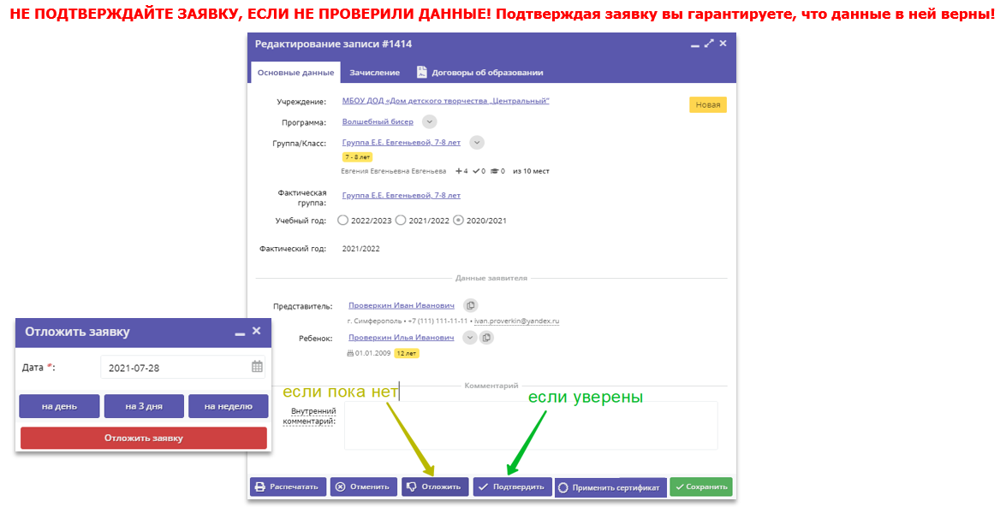 НЕ ПОДТВЕРЖДАЙТЕ ЗАЯВКУ, ЕСЛИ НЕ ПРОВЕРИЛИ ДАННЫЕ! Подтверждая заявку вы гарантируете, что данные в ней верны!
Редактирование записи #1414
Основные данные Зачисление Договоры об образовании
Учреждение: МБОУ ДОД «Дом детского творчества „Центральный"
Новая
Программа: Волшебный бисер
Группа/Класс: Группа Е.Е. Евгеньевой, 7-8 лет
7 - 8 лет
Евгения Евгеньевна Евгеньева 4 0 0 из 10 мест
Фактическая группа: Группа Е.Е. Евгеньевой, 7-8 лет
Учебный год: 2022/2023 2021/2022 2020/2021
Фактический год: 2021/2022
Данные заявителя
Представитель: Проверкин Иван Иванович
г. Симферополь • +7 (111) 111-11-11 • ivan.proverkin@yandex.ru
Ребенок: Проверкин Илья Иванович
01.01.2009 12 лет
Комментарий
если пока нет
если уверены
Внутренний
комментарий:
Распечатать Отменить Отложить Подтвердить Применить сертификат Сохранить
Отложить заявку
Дата *: 2021-07-28
на день на 3 дня на неделю
Отложить заявку